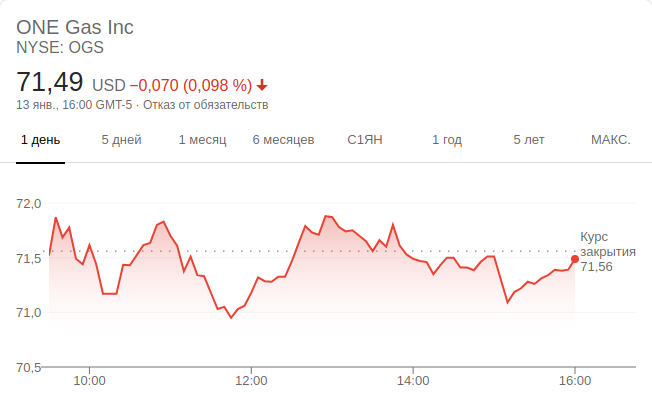 ONE Gas Inc
NYSE: OGS
71,49 USD −0,070 (0,098 %)
13 янв., 16:00 GMT-5 · Отказ от обязательств
1 день 5 дней 1 месяц 6 месяцев С1ЯН 1 год 5 лет МАКС.
72,0
Курс
закрытия
71,56
71,5
71,0
70,5
10:00 12:00 14:00 16:00